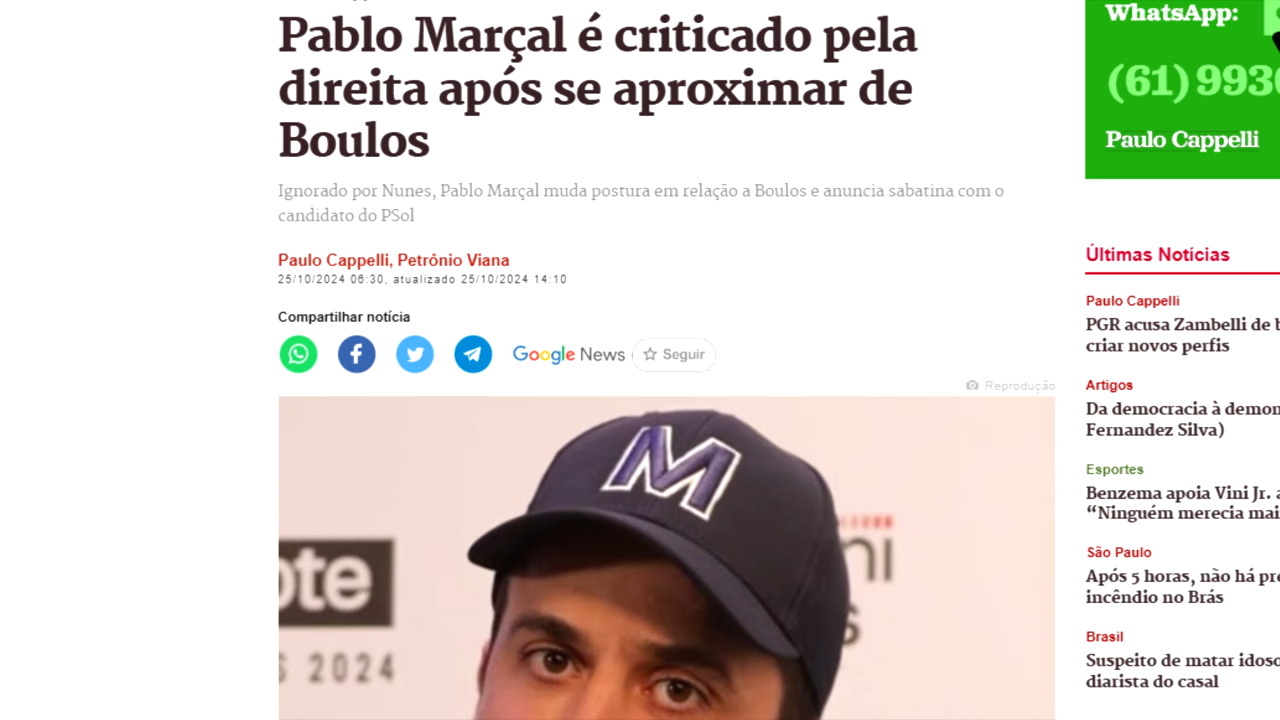 Pablo Marçal é criticado pela
direita após se aproximar de
Boulos
Ignorado por Nunes, Pablo Marçal muda postura em relação a Boulos e anuncia sabatina com o
candidato do PSol
Paulo Cappelli, Petrônio Viana
25/10/2024 06:30, atualizado 25/10/2024 14:10
Compartilhar notícia
Google News
Seguir
Reprodução
M
S 2024
WhatsApp:
(61) 993
Paulo Cappelli
Últimas Notícias
Paulo Cappelli
PGR acusa Zambelli de
criar novos perfis
Artigos
Da democracia à
Fernandez Silva)
Esportes
Benzema apoia Vini Jr.
“Ninguém merecia
São Paulo
Após 5 horas, não há
incêndio no Brás
Brasil
Suspeito de matar
diarista do casal